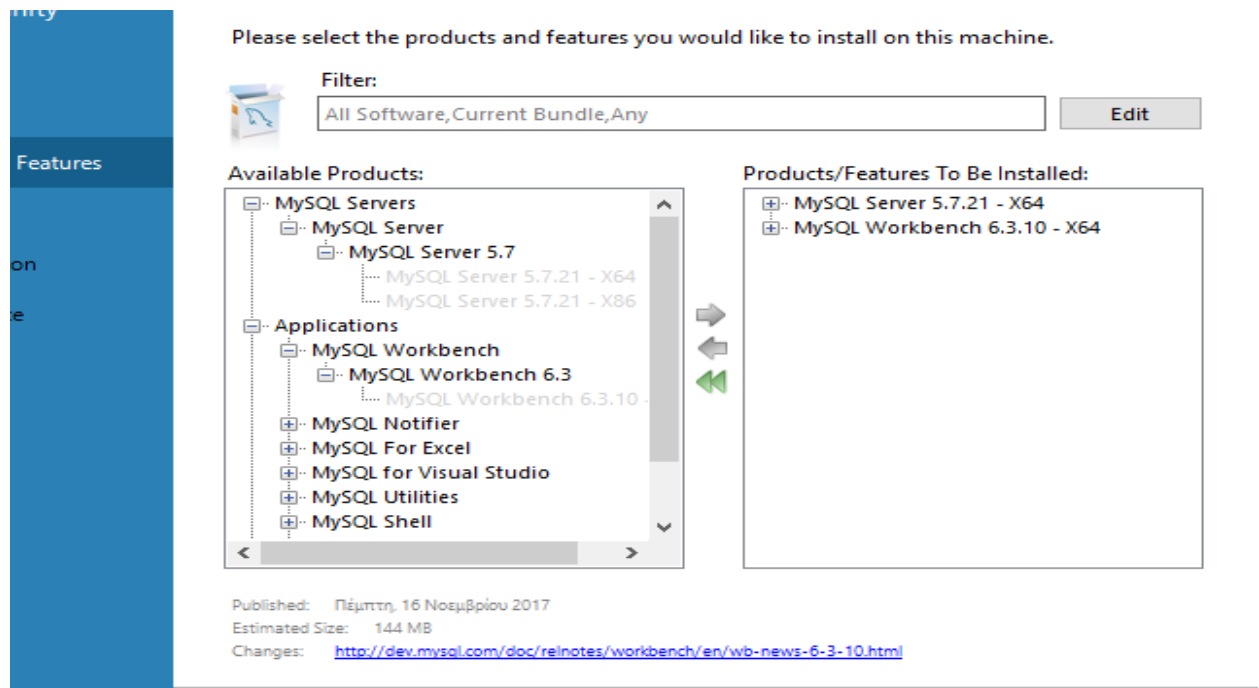 Please select the products and features you would like to install on this machine.
Filter:
All Software,Current Bundle,Any
Edit
Features
on
Available Products:
MySQL Servers
MySQL Server
MySQL Server 5.7
MySQL Server 5.7.21 - X64
MySQL Server 5.7.21 - X86
Applications
MySQL Workbench
MySQL Workbench 6.3
MySQL Workbench 6.3.10 -
MySQL Notifier
MySQL For Excel
MySQL for Visual Studio
MySQL Utilities
MySQL Shell
Products/Features To Be Installed:
MySQL Server 5.7.21 - X64
MySQL Workbench 6.3.10 - X64
Published: Πέμπτη, 16 Νοεμβρίου 2017
Estimated Size: 144 MB
Changes: http://dev.mysql.com/doc/relnotes/workbench/en/wb-news-6-3-10.html